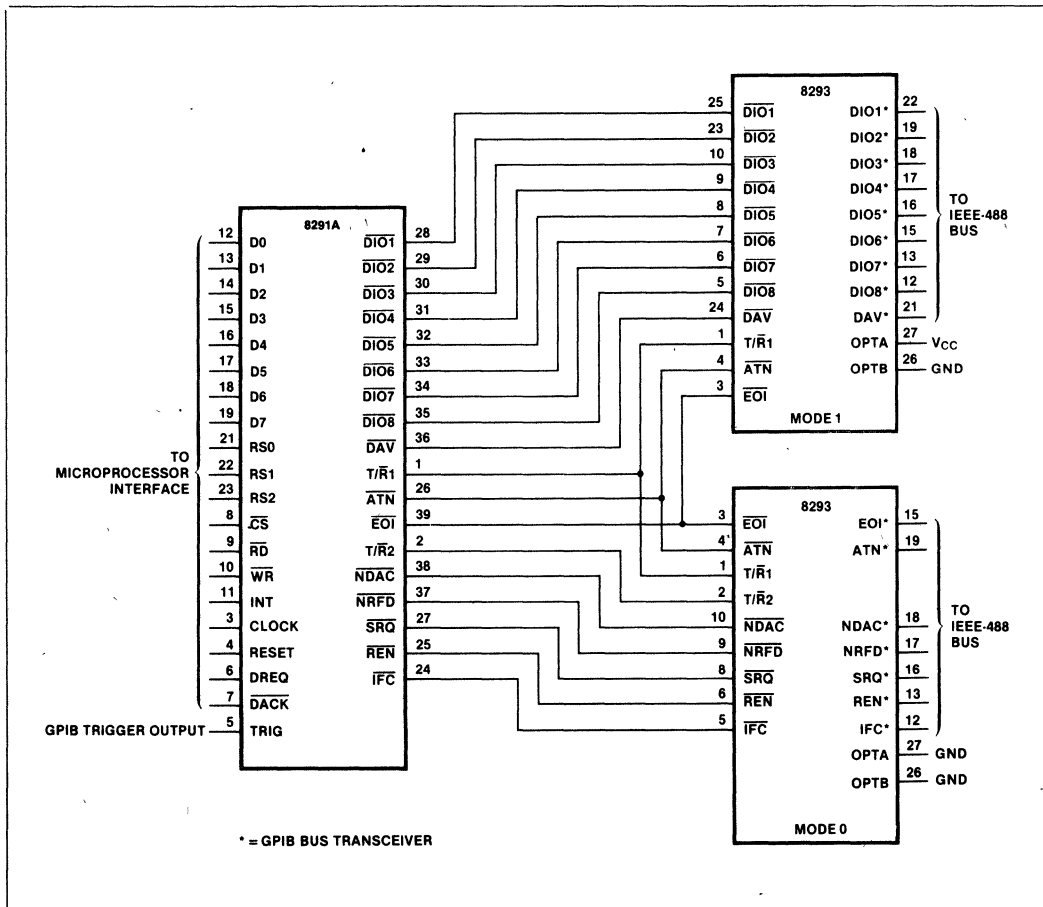 8293
25 DIO1 DIO1* 22
23 DIO2 DIO2* 19
10 DIO3 DIO3* 18
9 DIO4 DIO4* 17
8 DIO5 DIO5* 16
7 DIO6 DIO6* 15
6 DIO7 DIO7* 13
5 DIO8 DIO8* 12
24 DAV DAV* 21
1 T/R̅1 OPTA 27 VCC
4 ATN OPTB 26 GND
3 EOI
MODE 1
TO
IEEE-488
BUS
8291A
12 D0 DIO1 28
13 D1 DIO2 29
14 D2 DIO3 30
15 D3 DIO4 31
16 D4 DIO5 32
17 D5 DIO6 33
18 D6 DIO7 34
19 D7 DIO8 35
21 RS0 DAV 36
22 RS1 T/R̅1 1
23 RS2 ATN 26
8 CS EOI 39
9 RD T/R̅2 2
10 WR NDAC 38
11 INT NRFD 37
3 CLOCK SRQ 27
4 RESET REN 25
6 DREQ IFC 24
7 DACK
GPIB TRIGGER OUTPUT 5 TRIG
TO
MICROPROCESSOR
INTERFACE
8293
3 EOI EOI* 15
4 ATN ATN* 19
1 T/R̅1
2 T/R̅2
10 NDAC NDAC* 18
9 NRFD NRFD* 17
8 SRQ SRQ* 16
6 REN REN* 13
5 IFC IFC* 12
OPTA 27 GND
OPTB 26 GND
MODE 0
TO
IEEE-488
BUS
* = GPIB BUS TRANSCEIVER